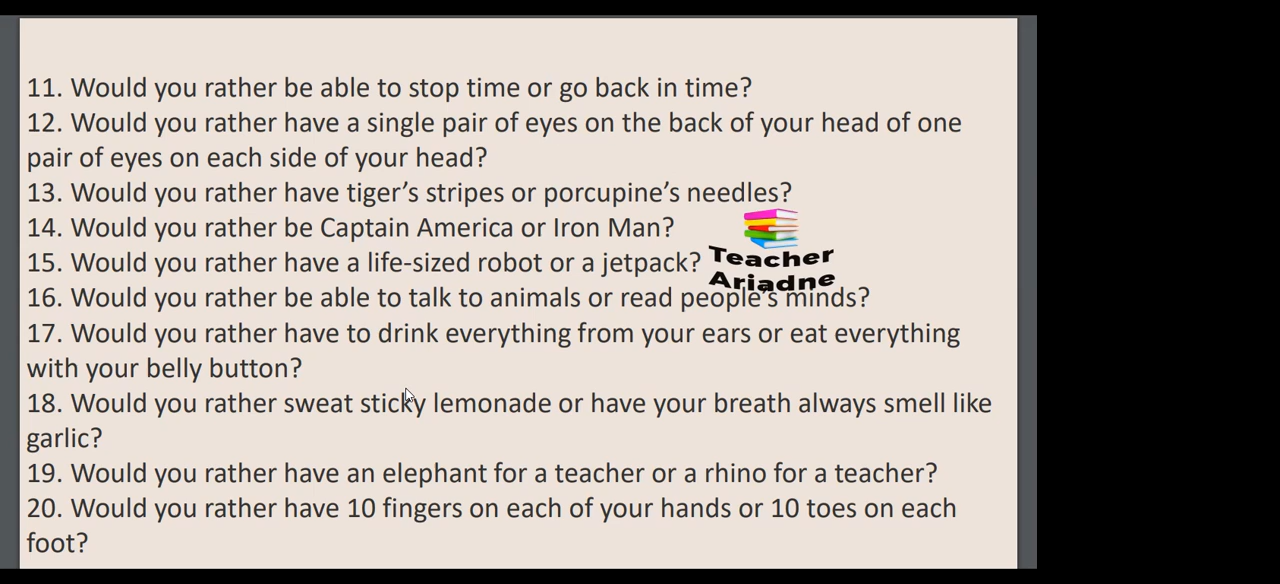 11. Would you rather be able to stop time or go back in time?
12. Would you rather have a single pair of eyes on the back of your head of one
pair of eyes on each side of your head?
13. Would you rather have tiger’s stripes or porcupine’s needles?
14. Would you rather be Captain America or Iron Man?
15. Would you rather have a life-sized robot or a jetpack?
Teacher
Ariadne
16. Would you rather be able to talk to animals or read people’s minds?
17. Would you rather have to drink everything from your ears or eat everything
with your belly button?
18. Would you rather sweat sticky lemonade or have your breath always smell like
garlic?
19. Would you rather have an elephant for a teacher or a rhino for a teacher?
20. Would you rather have 10 fingers on each of your hands or 10 toes on each
foot?